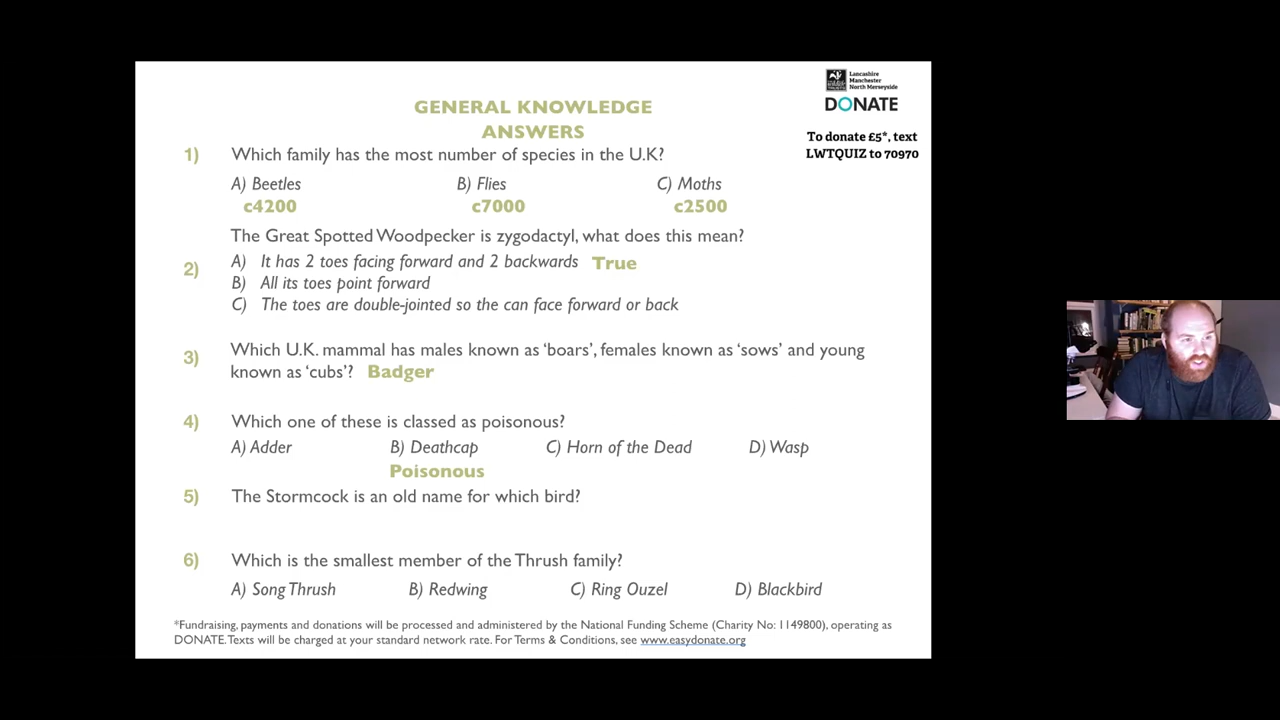 Lancashire
Manchester
North Merseyside
DONATE
To donate £5*, text
LWTQUIZ to 70970
GENERAL KNOWLEDGE
ANSWERS
1) Which family has the most number of species in the U.K?
A) Beetles B) Flies C) Moths
c4200 c7000 c2500
The Great Spotted Woodpecker is zygodactyl, what does this mean?
2) A) It has 2 toes facing forward and 2 backwards True
B) All its toes point forward
C) The toes are double-jointed so the can face forward or back
3) Which U.K. mammal has males known as ‘boars’, females known as ‘sows’ and young
known as ‘cubs’? Badger
4) Which one of these is classed as poisonous?
A) Adder B) Deathcap C) Horn of the Dead D) Wasp
Poisonous
5) The Stormcock is an old name for which bird?
6) Which is the smallest member of the Thrush family?
A) Song Thrush B) Redwing C) Ring Ouzel D) Blackbird
*Fundraising, payments and donations will be processed and administered by the National Funding Scheme (Charity No: 1149800), operating as
DONATE. Texts will be charged at your standard network rate. For Terms & Conditions, see www.easydonate.org